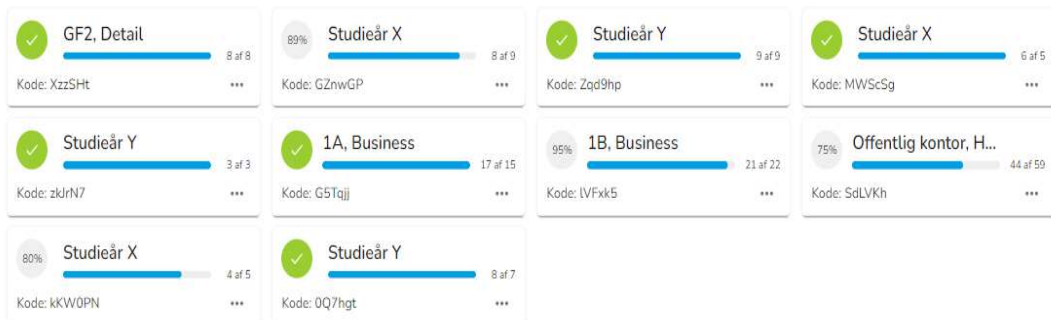 GF2, Detail
8 af 8
Kode: XzzSHt
89%
Studieår X
8 af 9
Kode: GZnwGP
Studieår Y
9 af 9
Kode: Zqd9hp
Studieår X
6 af 5
Kode: MWScSg
Studieår Y
3 af 3
Kode: zkJrN7
1A, Business
17 af 15
Kode: G5Tqjj
95%
1B, Business
21 af 22
Kode: lVFxk5
75%
Offentlig kontor, H...
44 af 59
Kode: SdLVKh
80%
Studieår X
4 af 5
Kode: kKW0PN
Studieår Y
8 af 7
Kode: 0Q7hgt